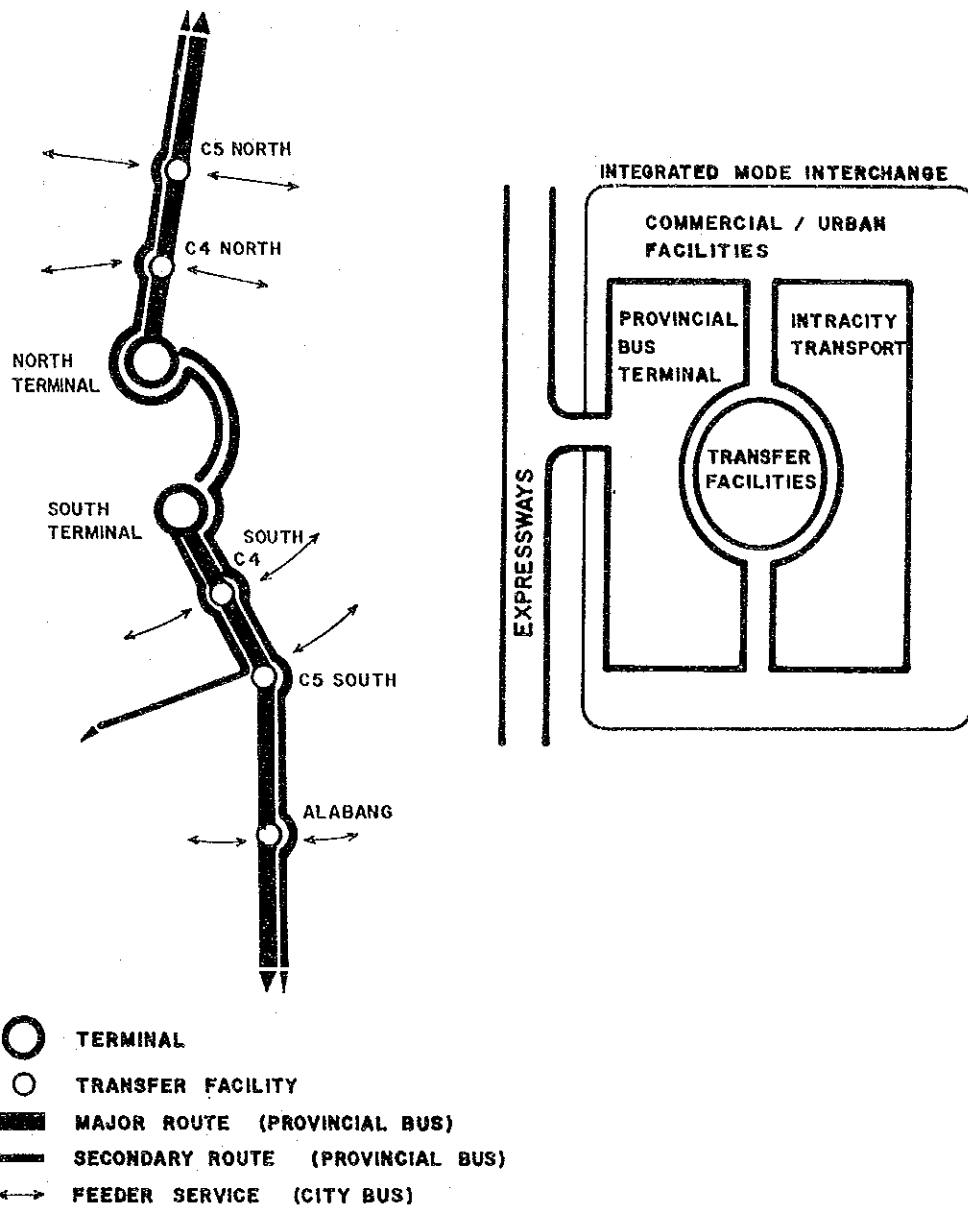 C5 NORTH
C4 NORTH
NORTH
TERMINAL
SOUTH
TERMINAL
SOUTH
C4
C5 SOUTH
ALABANG
INTEGRATED MODE INTERCHANGE
COMMERCIAL / URBAN
FACILITIES
PROVINCIAL
BUS
TERMINAL
INTRACITY
TRANSPORT
TRANSFER
FACILITIES
EXPRESSWAYS
TERMINAL
TRANSFER FACILITY
MAJOR ROUTE (PROVINCIAL BUS)
SECONDARY ROUTE (PROVINCIAL BUS)
FEEDER SERVICE (CITY BUS)